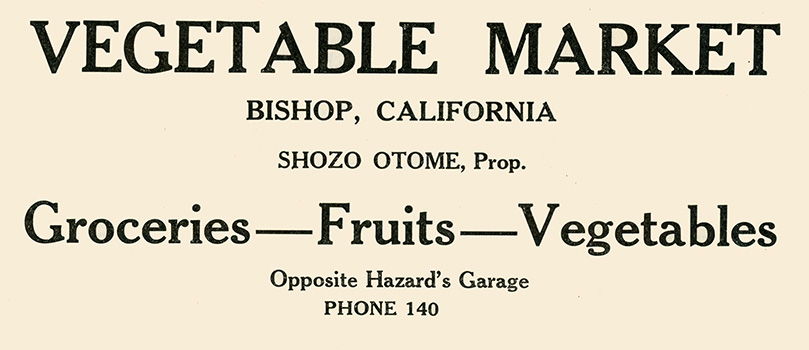 VEGETABLE MARKET
BISHOP, CALIFORNIA
SHOZO OTOME, Prop.
Groceries—Fruits—Vegetables
Opposite Hazard's Garage
PHONE 140